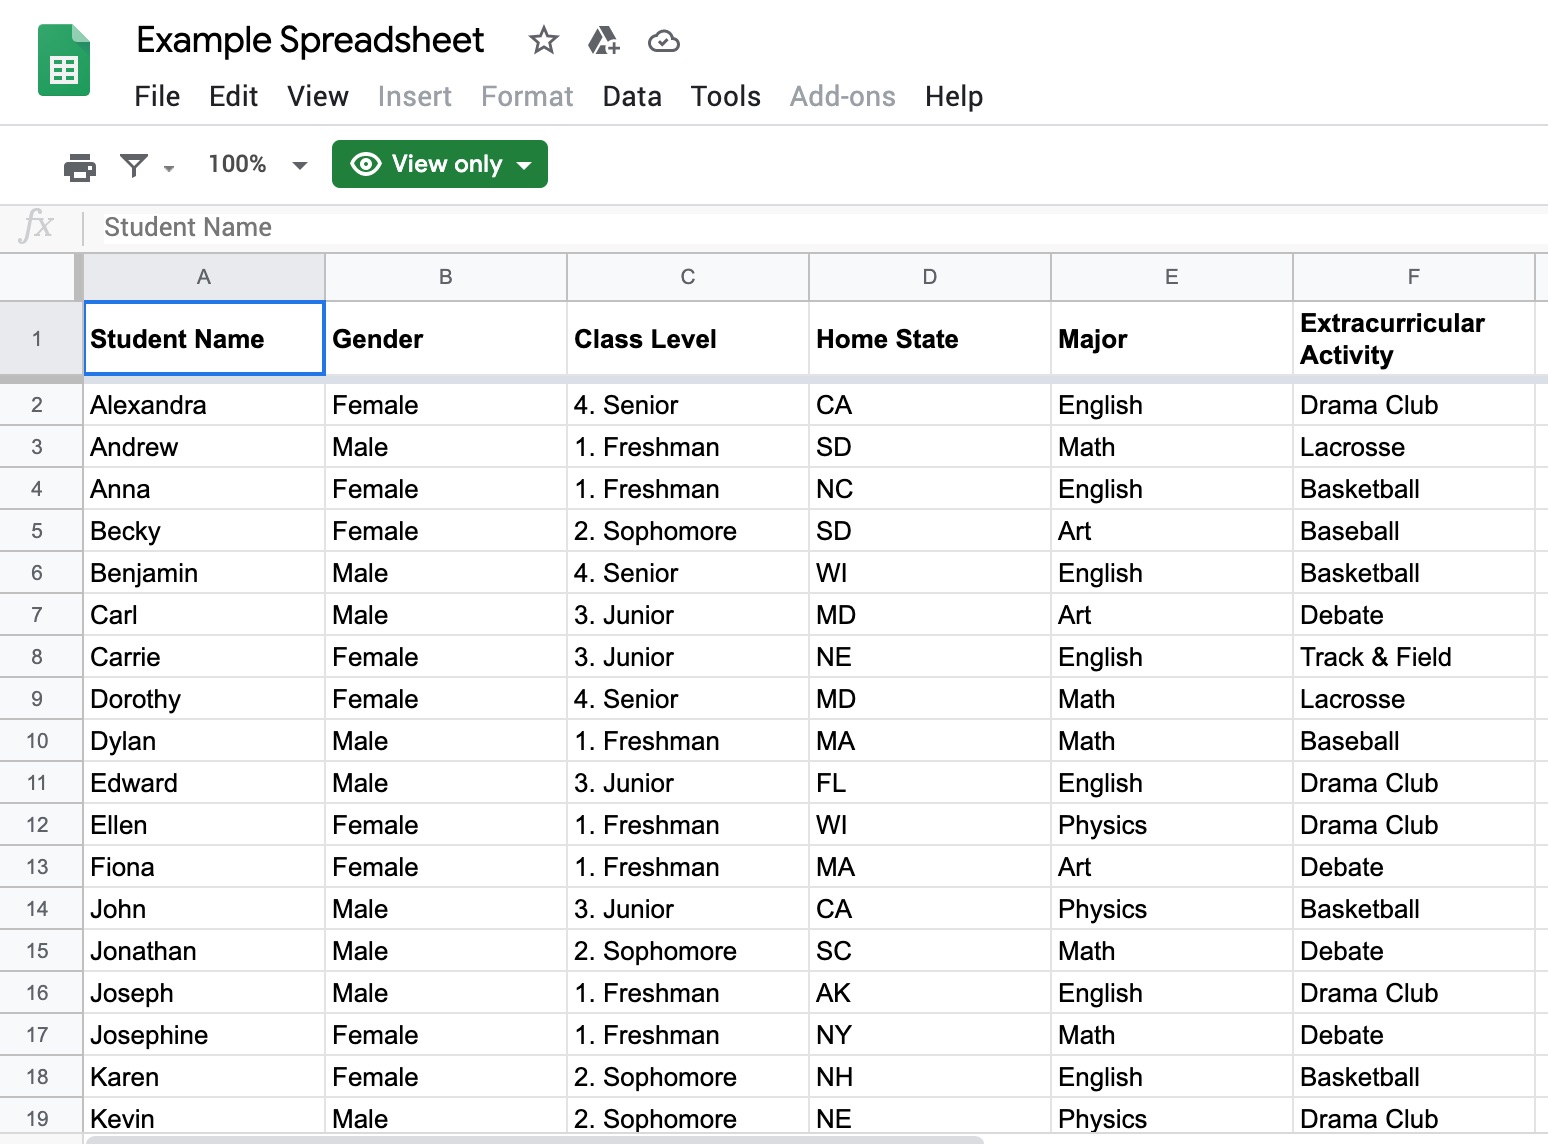 Example Spreadsheet
File Edit View Insert Format Data Tools Add-ons Help
100% View only
fx Student Name
A B C D E F
1 Student Name Gender Class Level Home State Major Extracurricular Activity
2 Alexandra Female 4. Senior CA English Drama Club
3 Andrew Male 1. Freshman SD Math Lacrosse
4 Anna Female 1. Freshman NC English Basketball
5 Becky Female 2. Sophomore SD Art Baseball
6 Benjamin Male 4. Senior WI English Basketball
7 Carl Male 3. Junior MD Art Debate
8 Carrie Female 3. Junior NE English Track & Field
9 Dorothy Female 4. Senior MD Math Lacrosse
10 Dylan Male 1. Freshman MA Math Baseball
11 Edward Male 3. Junior FL English Drama Club
12 Ellen Female 1. Freshman WI Physics Drama Club
13 Fiona Female 1. Freshman MA Art Debate
14 John Male 3. Junior CA Physics Basketball
15 Jonathan Male 2. Sophomore SC Math Debate
16 Joseph Male 1. Freshman AK English Drama Club
17 Josephine Female 1. Freshman NY Math Debate
18 Karen Female 2. Sophomore NH English Basketball
19 Kevin Male 2. Sophomore NE Physics Drama Club